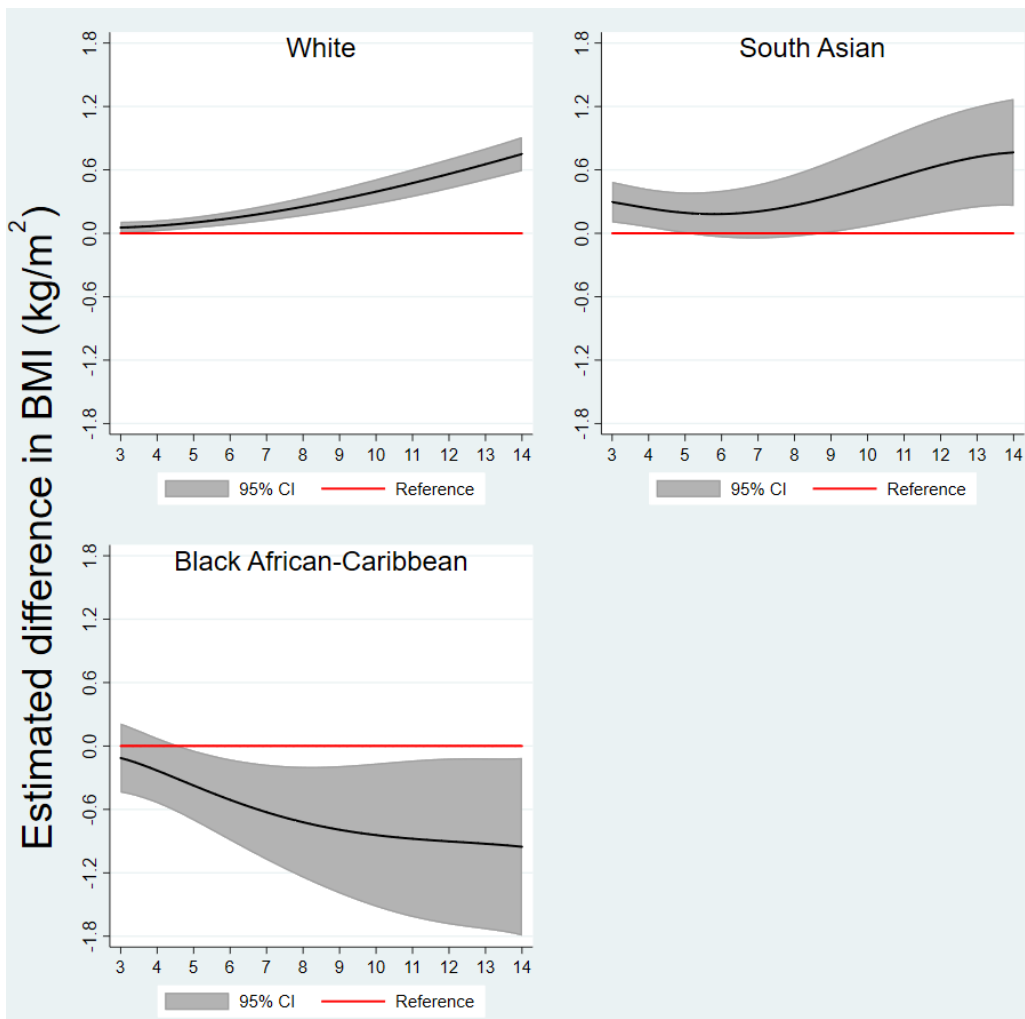 Estimated difference in BMI (kg/m²)
White
1.8
1.2
0.6
0.0
-0.6
-1.2
-1.8
3 4 5 6 7 8 9 10 11 12 13 14
95% CI Reference
South Asian
1.8
1.2
0.6
0.0
-0.6
-1.2
-1.8
3 4 5 6 7 8 9 10 11 12 13 14
95% CI Reference
Black African-Caribbean
1.8
1.2
0.6
0.0
-0.6
-1.2
-1.8
3 4 5 6 7 8 9 10 11 12 13 14
95% CI Reference